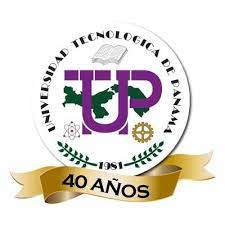 UNIVERSIDAD TECNOLOGICA DE PANAMA
UTP
1981
40 AÑOS